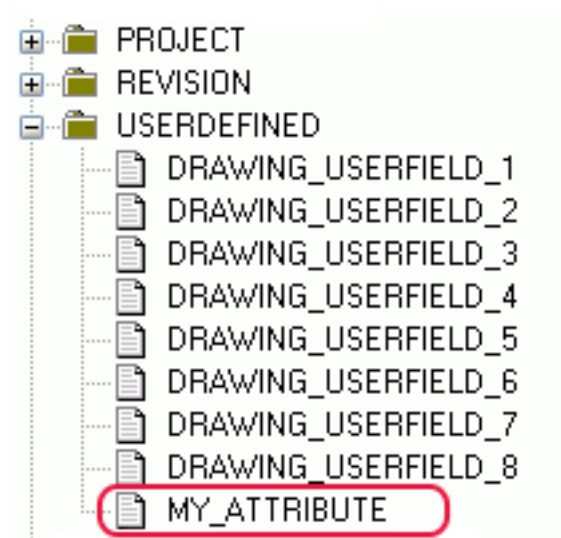 PROJECT
REVISION
USERDEFINED
DRAWING_USERFIELD_1
DRAWING_USERFIELD_2
DRAWING_USERFIELD_3
DRAWING_USERFIELD_4
DRAWING_USERFIELD_5
DRAWING_USERFIELD_6
DRAWING_USERFIELD_7
DRAWING_USERFIELD_8
MY_ATTRIBUTE